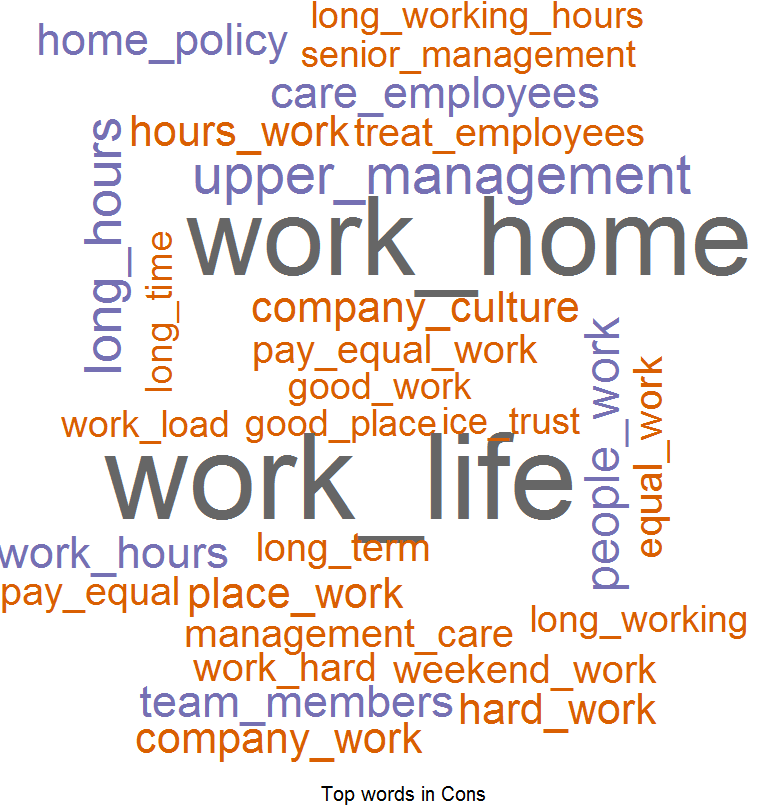 long_working_hours
home_policy
senior_management
care_employees
hours_work treat_employees
long_hours
upper_management
work_home
long_time
company_culture
pay_equal_work
people_work
good_work
equal_work
work_load good_place ice_trust
work_life
work_hours
long_term
pay_equal place_work
long_working
management_care
work_hard weekend_work
team_members hard_work
company_work
Top words in Cons